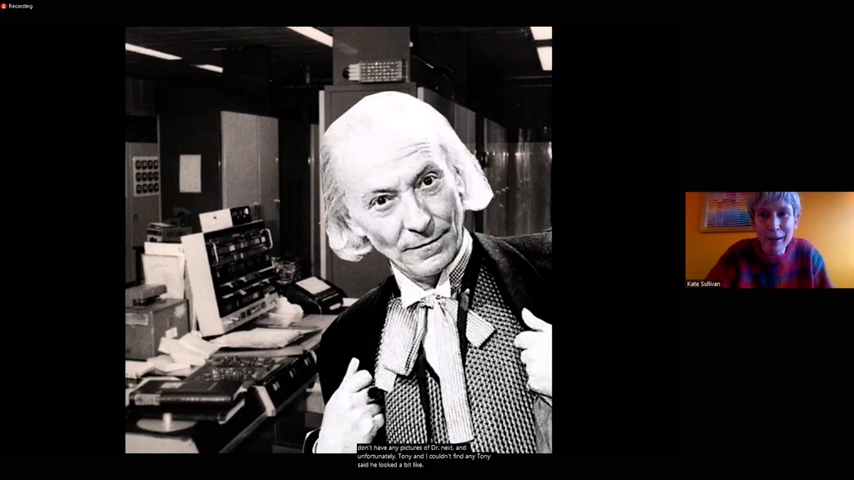 Recording
Kate Sullivan
don't have any pictures of Dr. next. and
unfortunately, Tony and I couldn't find any Tony
said he looked a bit like,